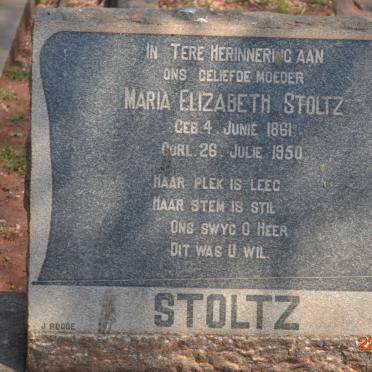 IN TERE HERINNERING AAN
ONS GELIEFDE MOEDER
MARIA ELIZABETH STOLTZ
GEB 4 JUNIE 1861
OORL. 26 JULIE 1950
HAAR PLEK IS LEEG
HAAR STEM IS STIL
ONS SWYG O HEER
DIT WAS U WIL.
STOLTZ
J